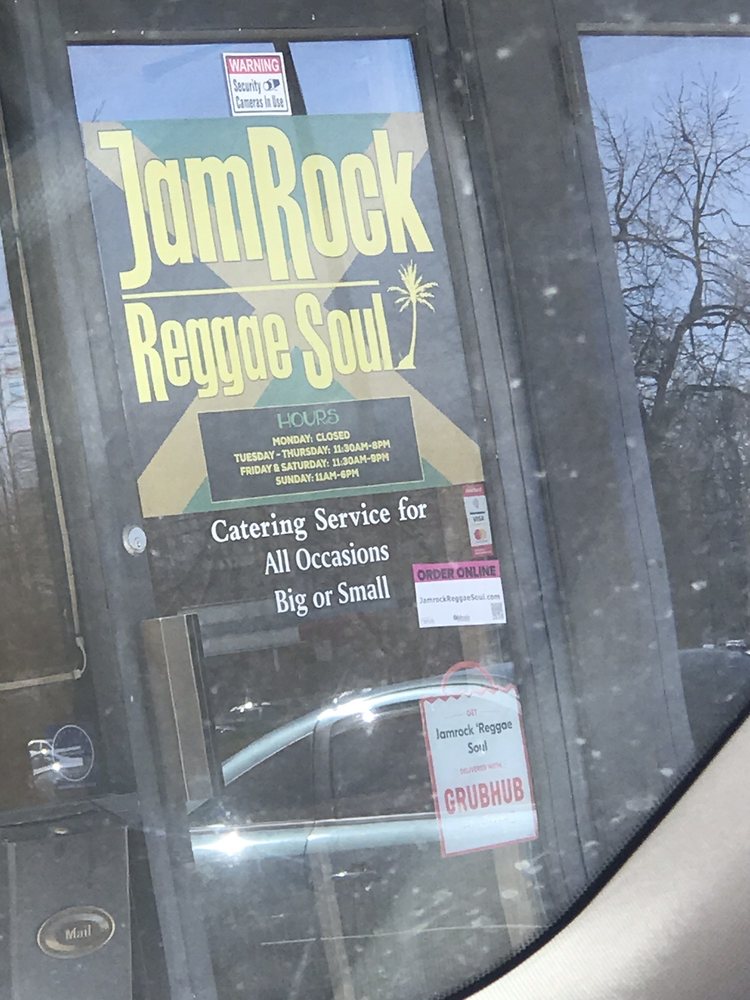 WARNING
Security
Cameras In Use
JamRock
Reggae Soul
HOURS
MONDAY: CLOSED
TUESDAY - THURSDAY: 11:30AM-8PM
FRIDAY & SATURDAY: 11:30AM-9PM
SUNDAY: 11AM-6PM
Catering Service for
All Occasions
Big or Small
VISA
ORDER ONLINE
JamrockReggaeSoul.com
GET
Jamrock 'Reggae
Soul
DELIVERED WITH
GRUBHUB
Mail